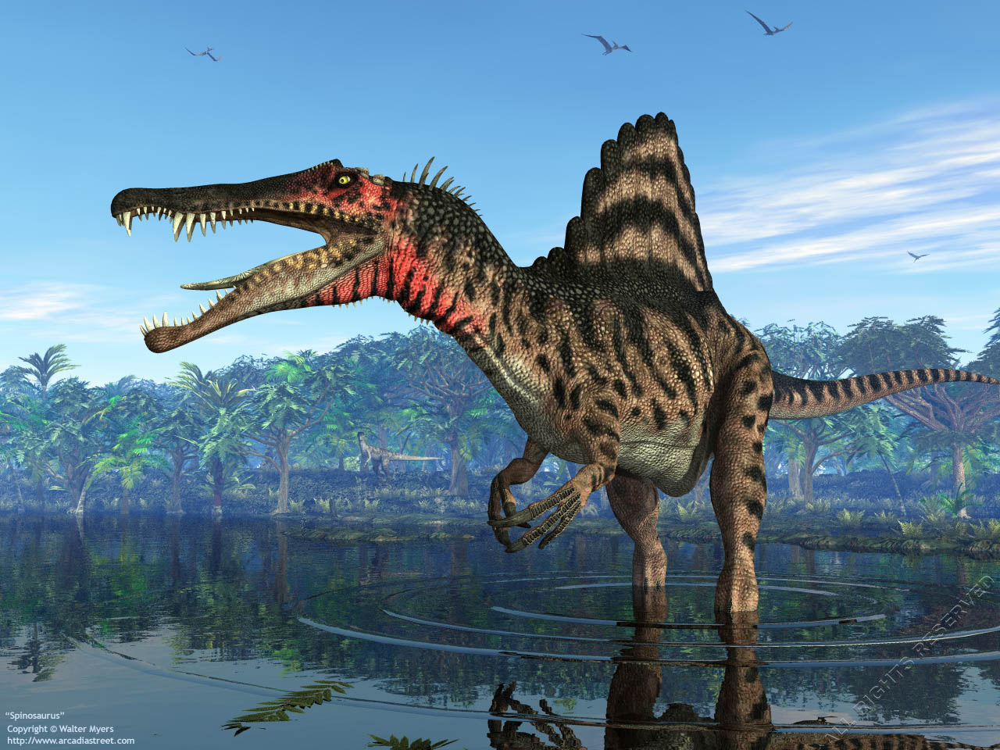 “Spinosaurus”
Copyright © Walter Myers
http://www.arcadiastreet.com
ALL RIGHTS RESERVED